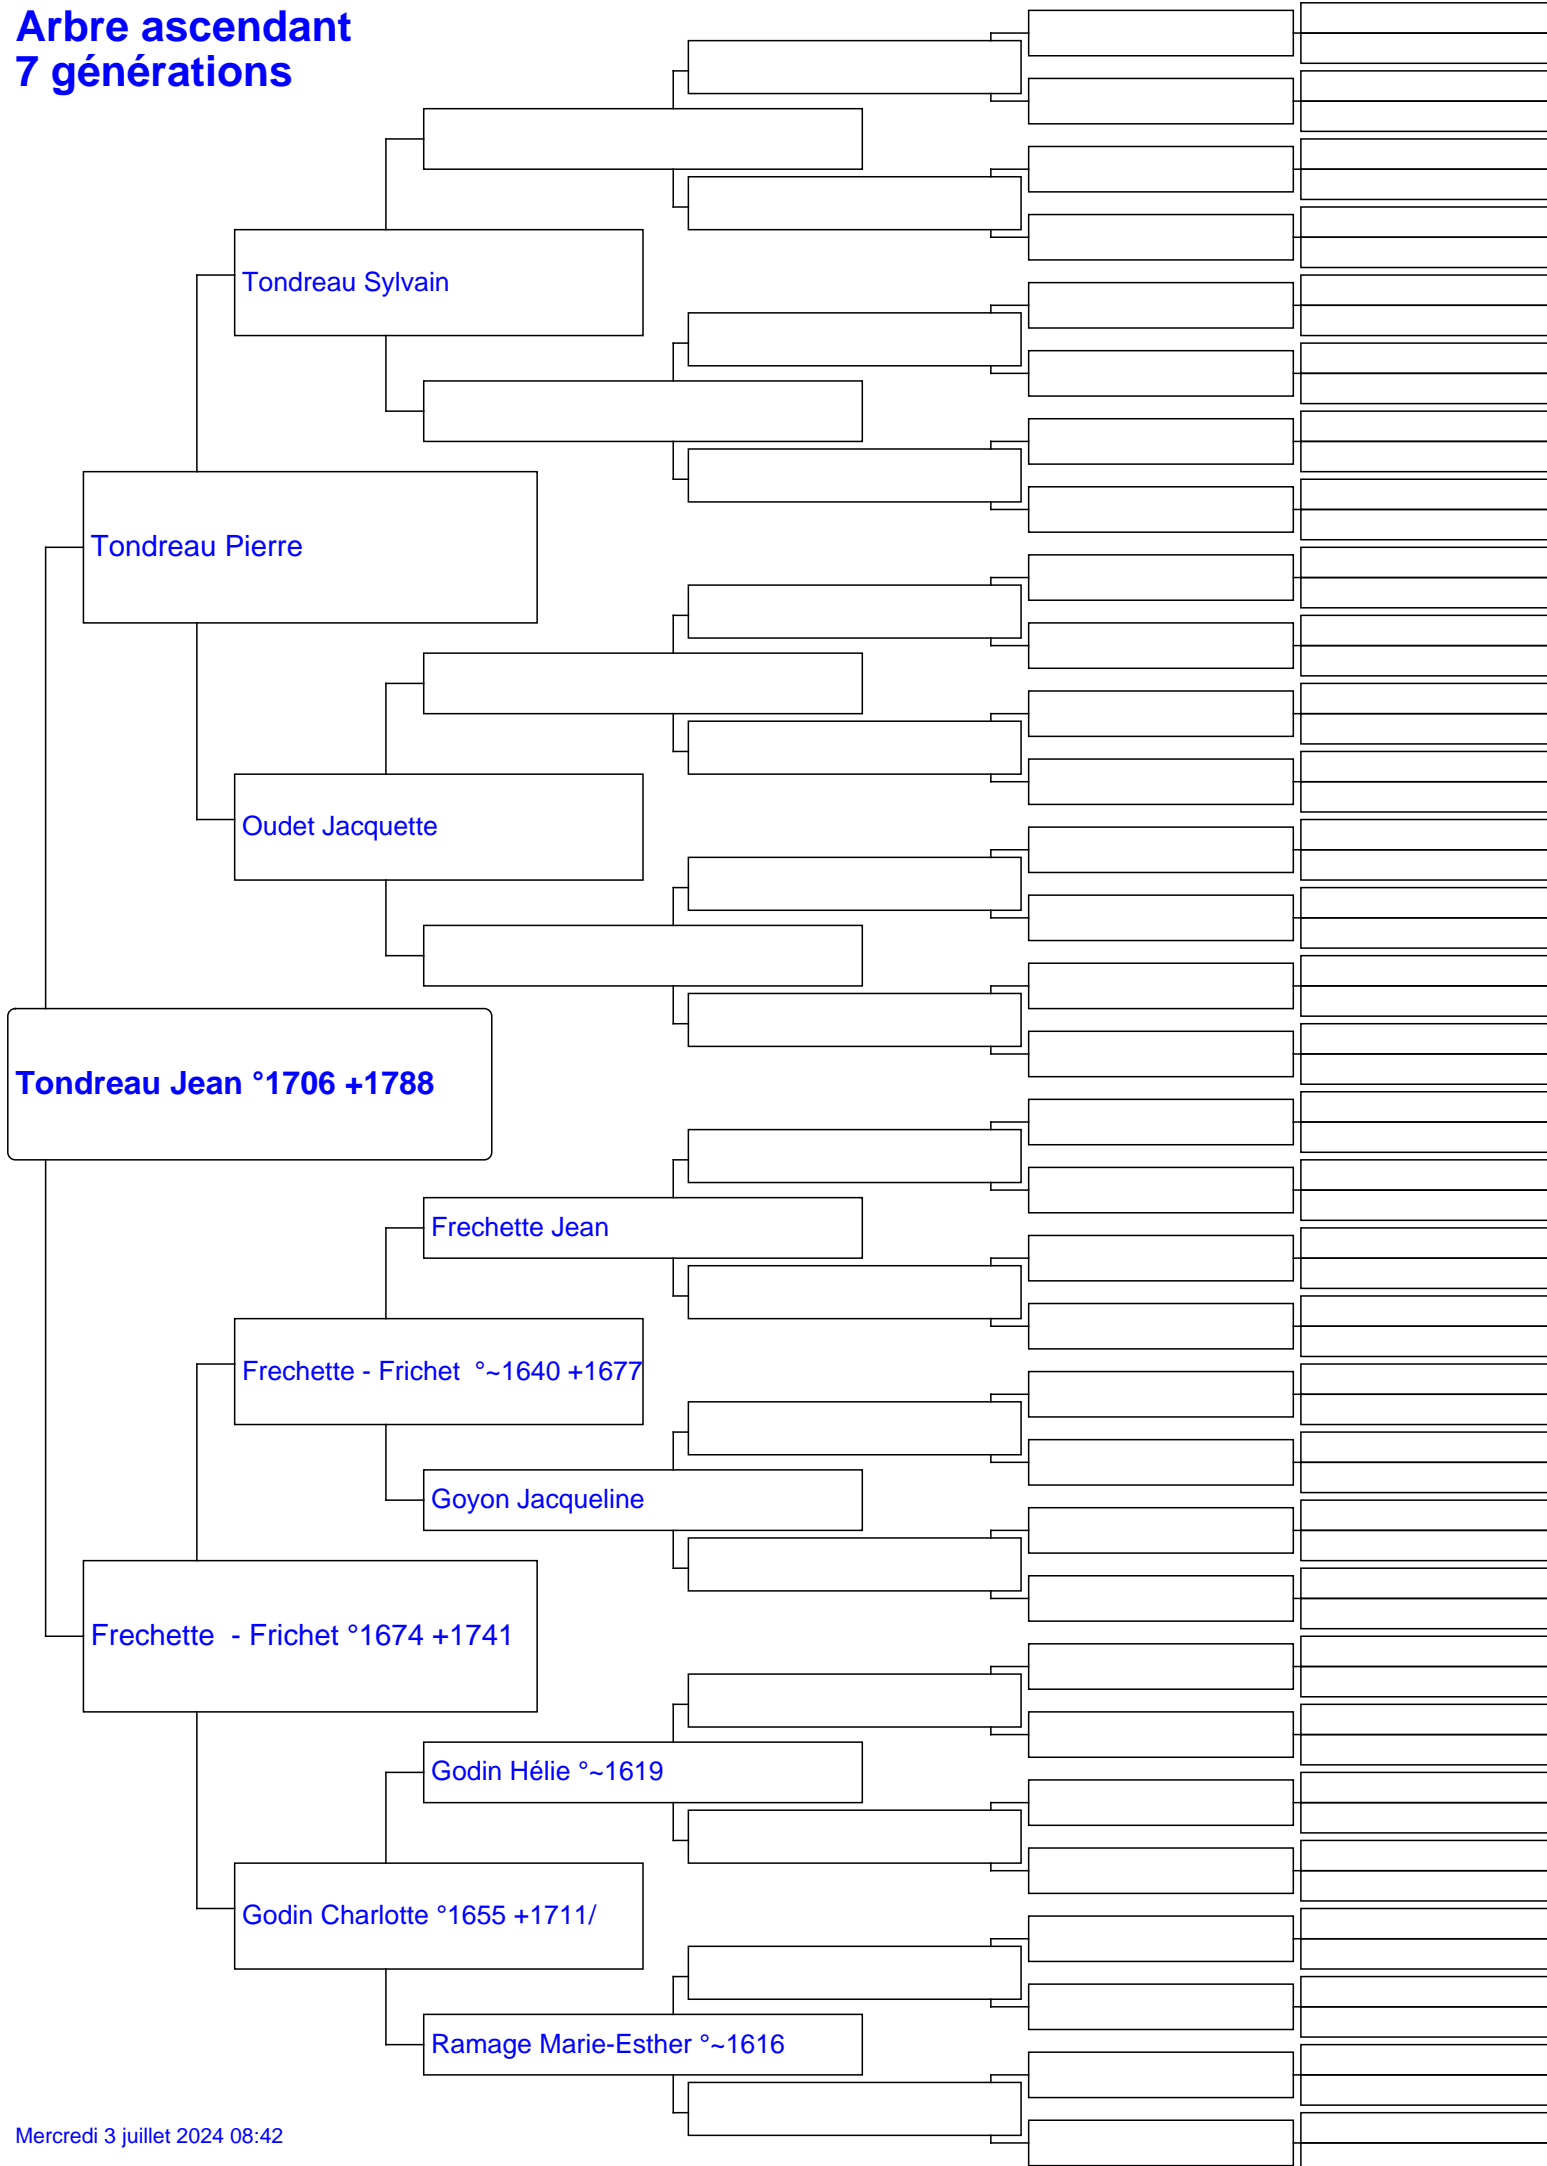 Arbre ascendant
7 générations
Tondreau Sylvain
Tondreau Pierre
Oudet Jacquette
Tondreau Jean °1706 +1788
Frechette Jean
Frechette - Frichet  °~1640 +1677
Goyon Jacqueline
Frechette  - Frichet °1674 +1741
Godin Hélie °~1619
Godin Charlotte °1655 +1711/
Ramage Marie-Esther °~1616
Mercredi 3 juillet 2024 08:42